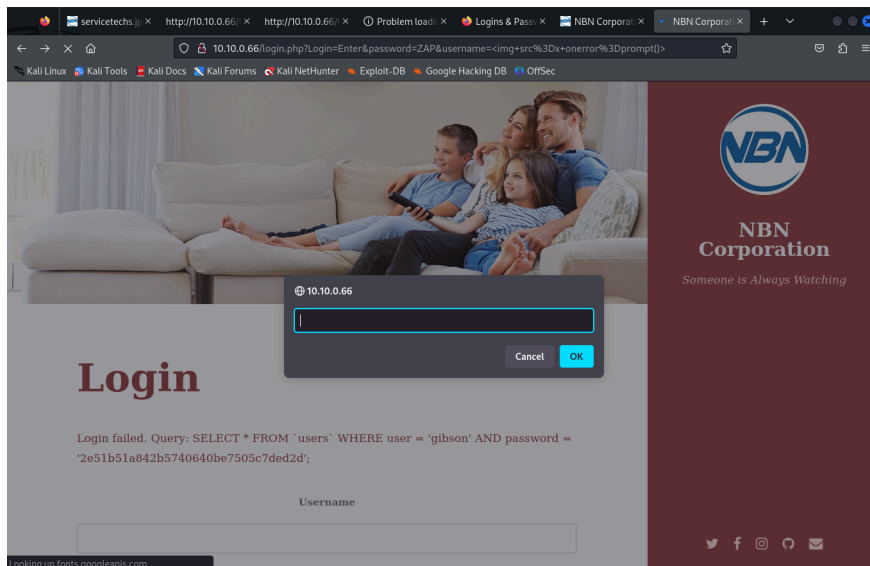 servicetechs.jp
http://10.10.0.66/
http://10.10.0.66/
Problem loadin
Logins & Passw
NBN Corporati
NBN Corporati
10.10.0.66/login.php?Login=Enter&password=ZAP&username=<img+src%3Dx+onerror%3Dprompt()>
Kali Linux Kali Tools Kali Docs Kali Forums Kali NetHunter Exploit-DB Google Hacking DB OffSec
NBN
NBN
Corporation
Someone is Always Watching
10.10.0.66
Cancel OK
Login
Login failed. Query: SELECT * FROM `users` WHERE user = 'gibson' AND password =
'2e51b51a842b5740640be7505c7ded2d';
Username
Looking up fonts.googleapis.com